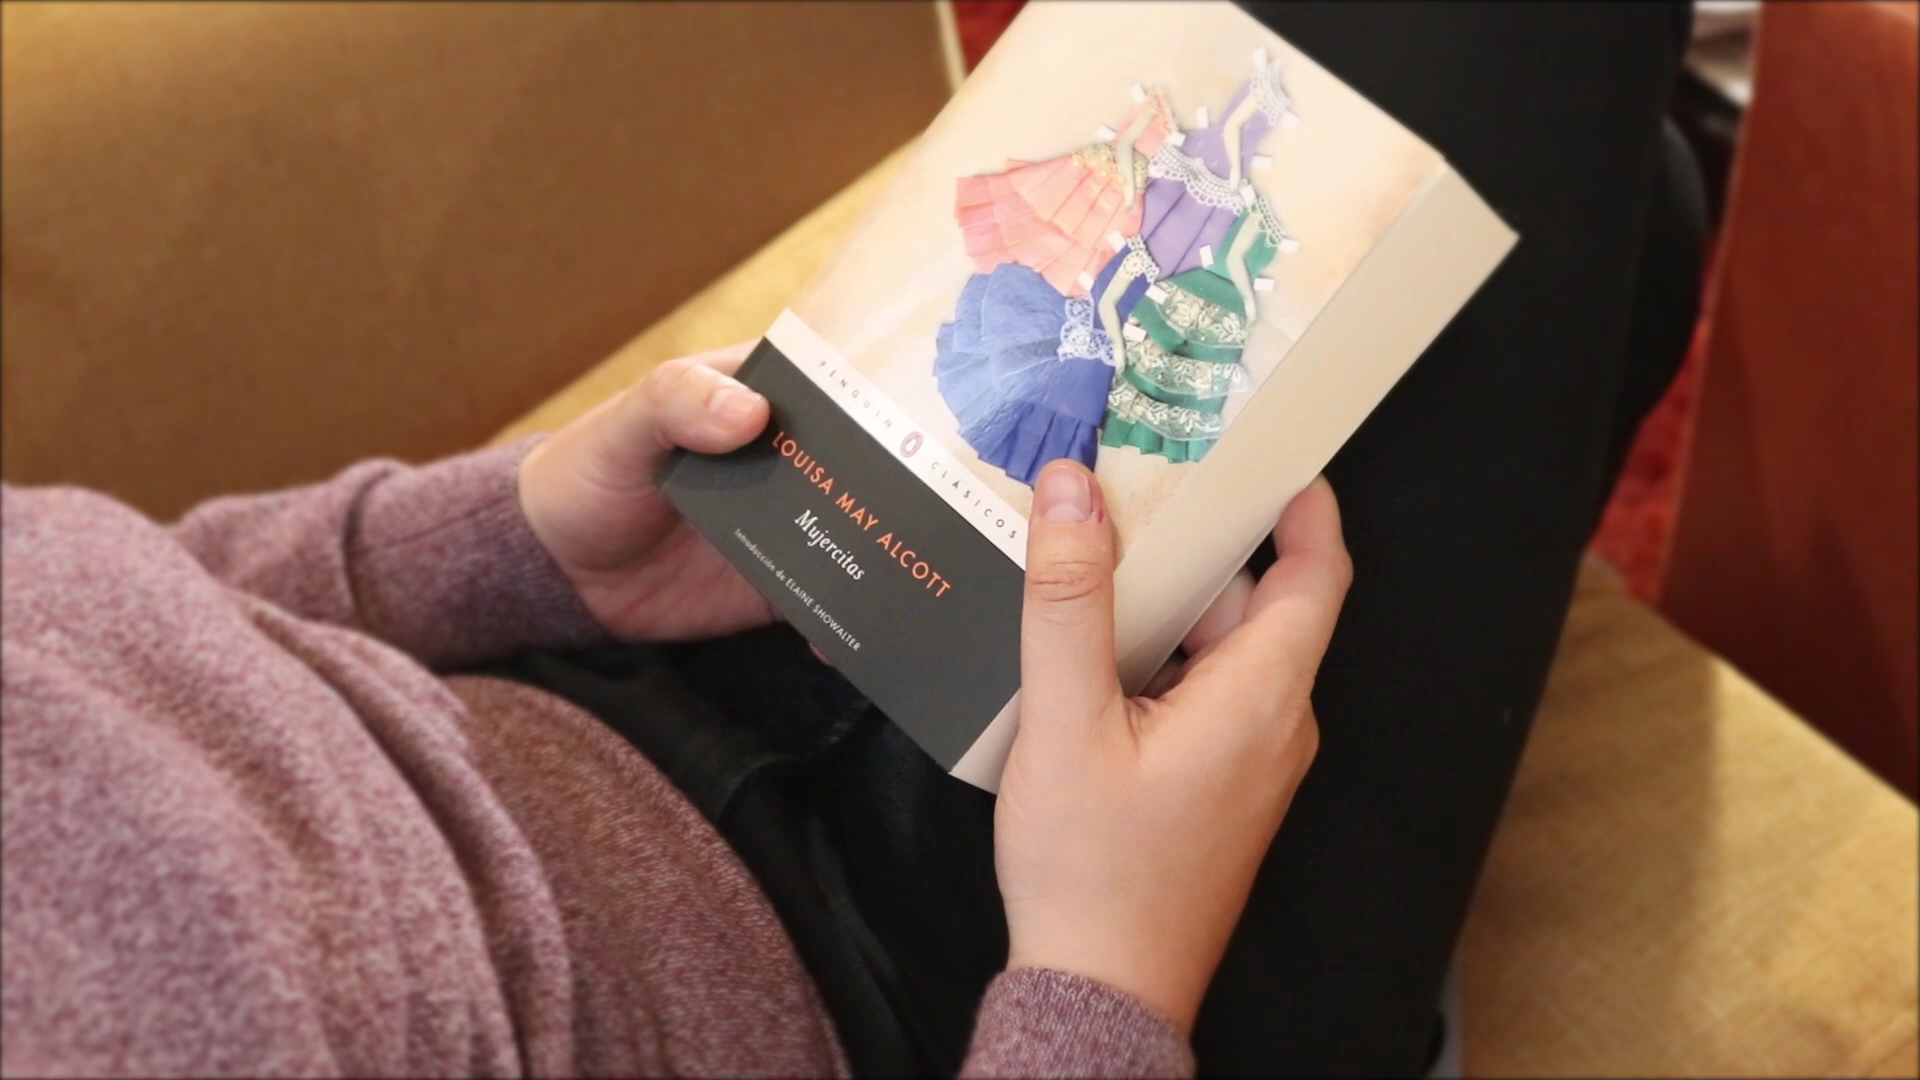 PENGUIN CLÁSICOS
LOUISA MAY ALCOTT
Mujercitas
Introducción de ELAINE SHOWALTER